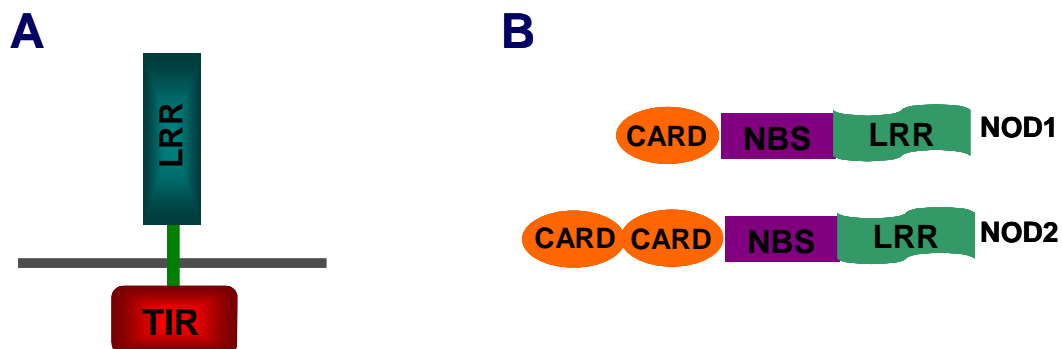 A
LRR
TIR
B
CARD NBS LRR NOD1
CARD CARD NBS LRR NOD2